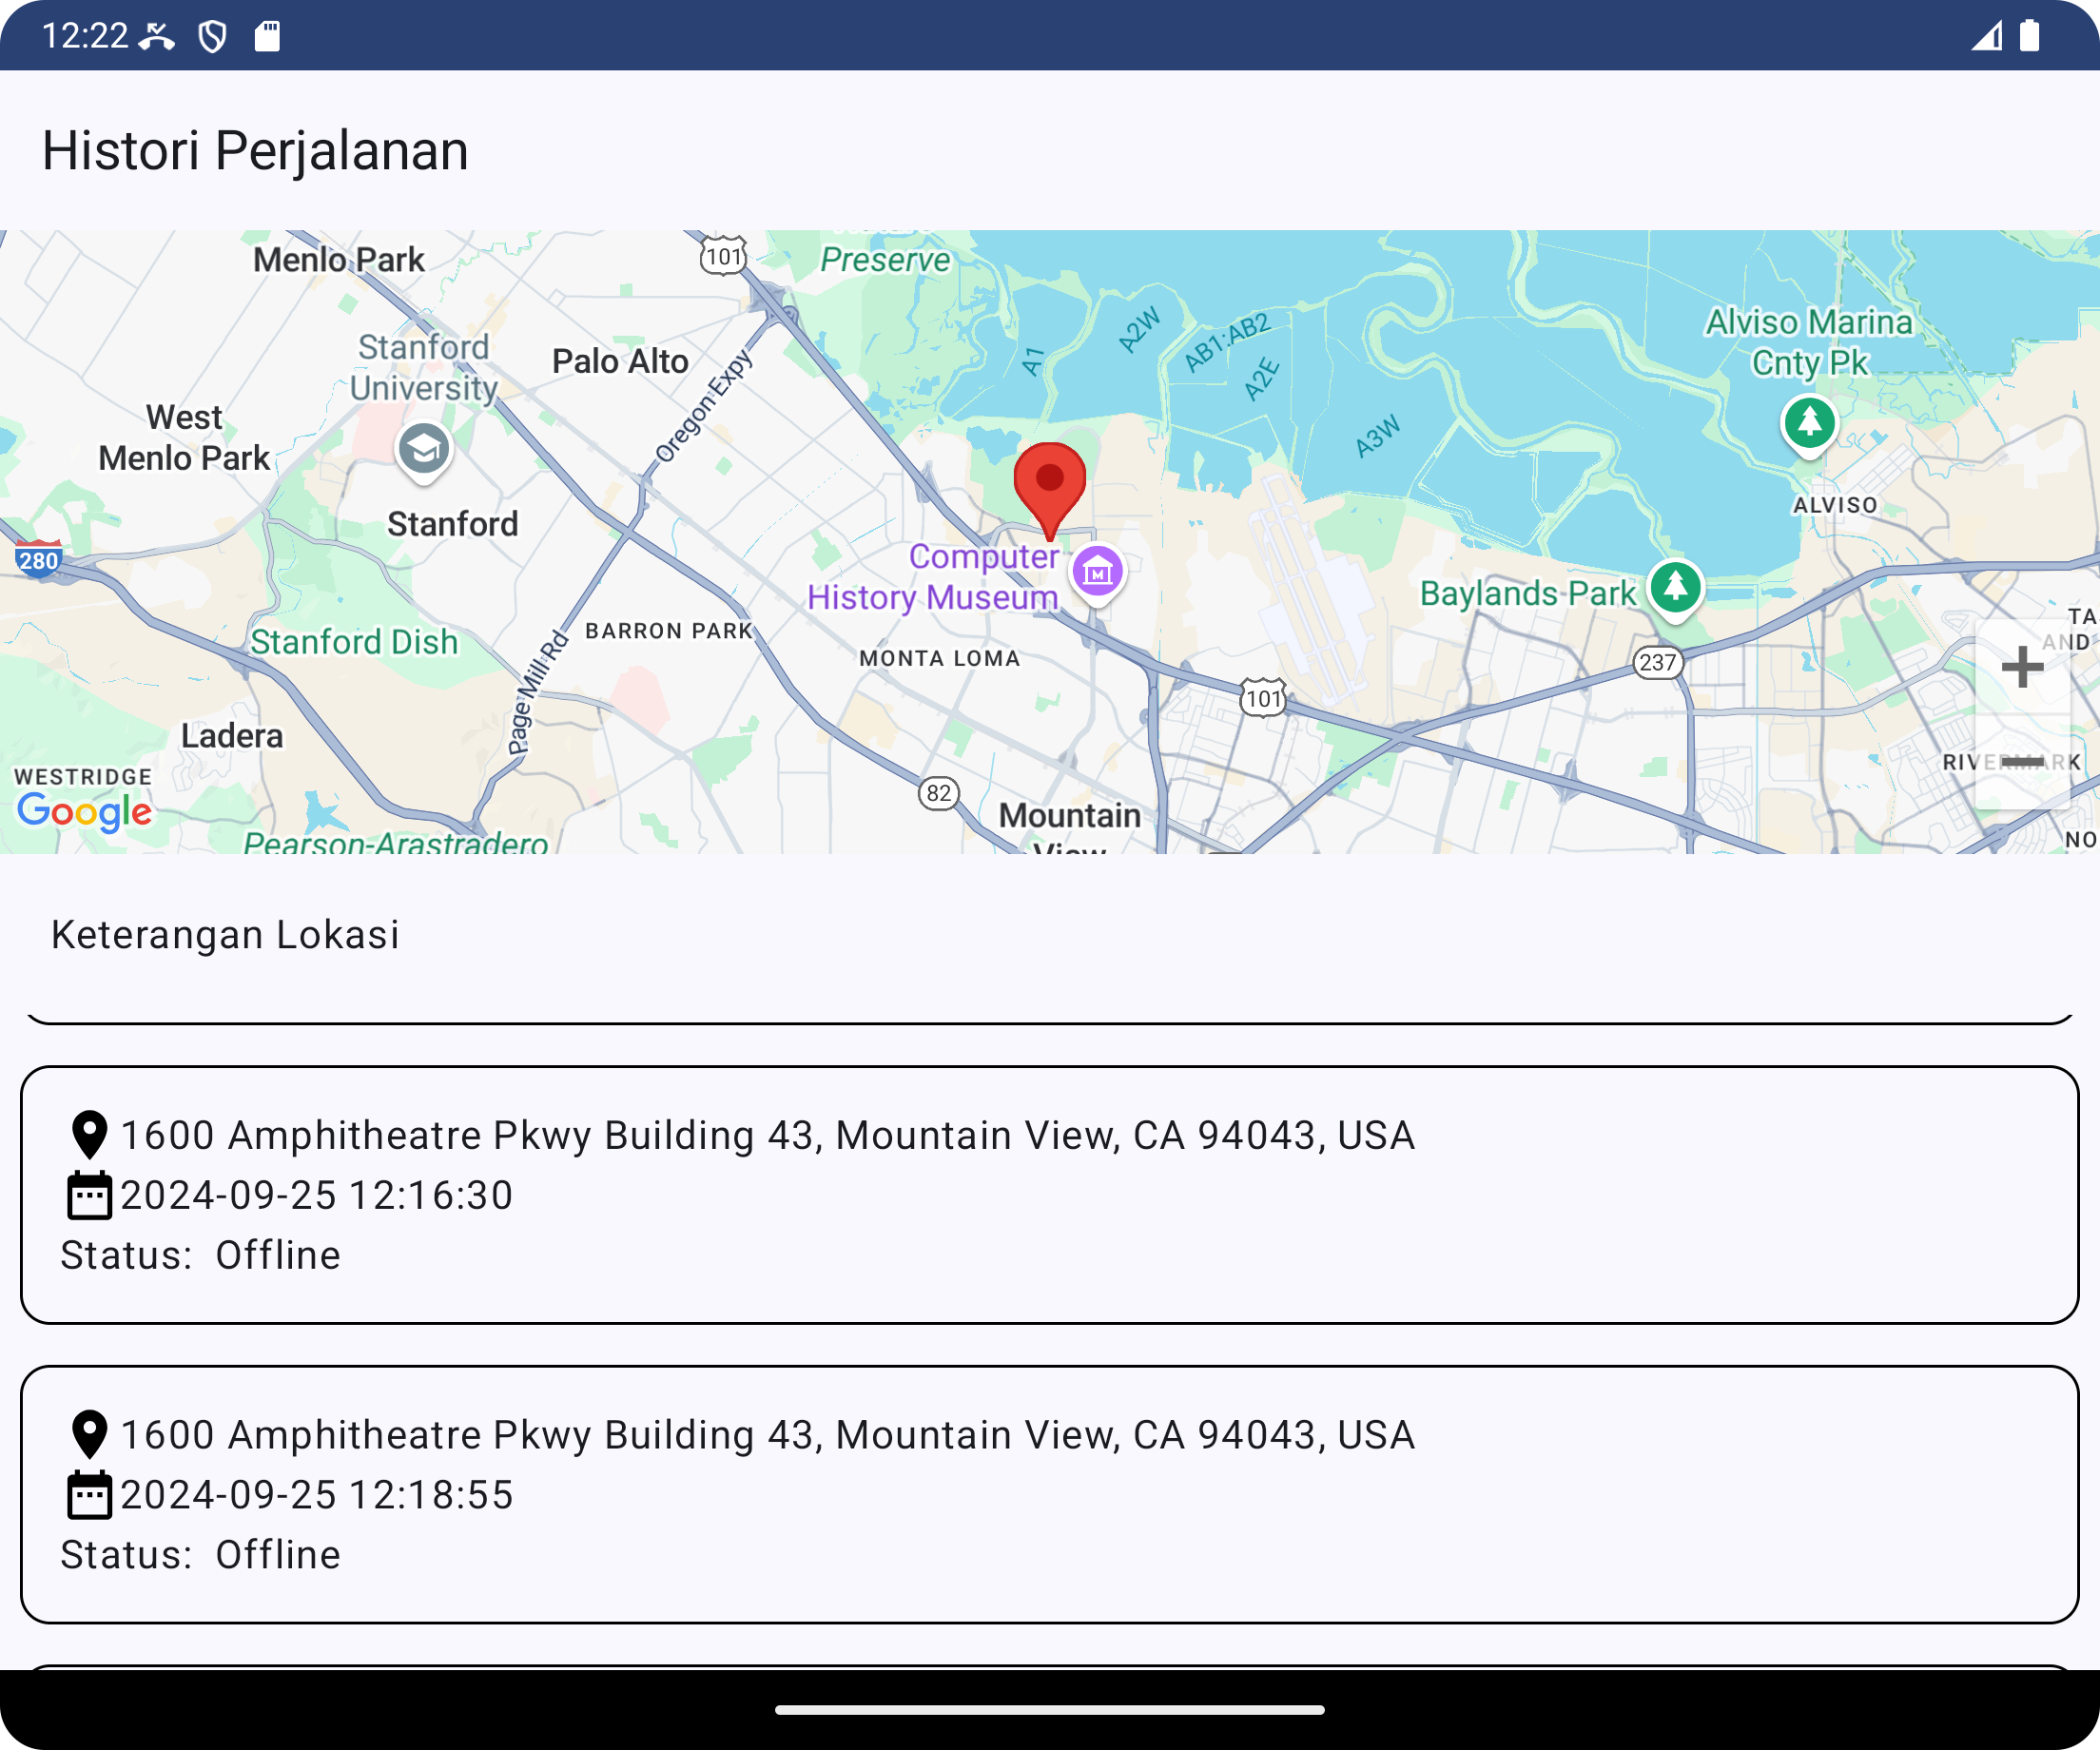 12:22
Histori Perjalanan
Menlo Park
101
Preserve
Stanford
University
Palo Alto
Oregon Expy
A1
A2W
AB1:AB2
A2E
A3W
Alviso Marina
Cnty Pk
West
Menlo Park
Stanford
ALVISO
280
Computer
History Museum
Baylands Park
Stanford Dish
BARRON PARK
Page Mill Rd
MONTA LOMA
TA
AND
237
101
Ladera
WESTRIDGE
Google
RIVERMARK
82
Mountain
View
Pearson-Arastradero
NO
Keterangan Lokasi
1600 Amphitheatre Pkwy Building 43, Mountain View, CA 94043, USA
2024-09-25 12:16:30
Status: Offline
1600 Amphitheatre Pkwy Building 43, Mountain View, CA 94043, USA
2024-09-25 12:18:55
Status: Offline